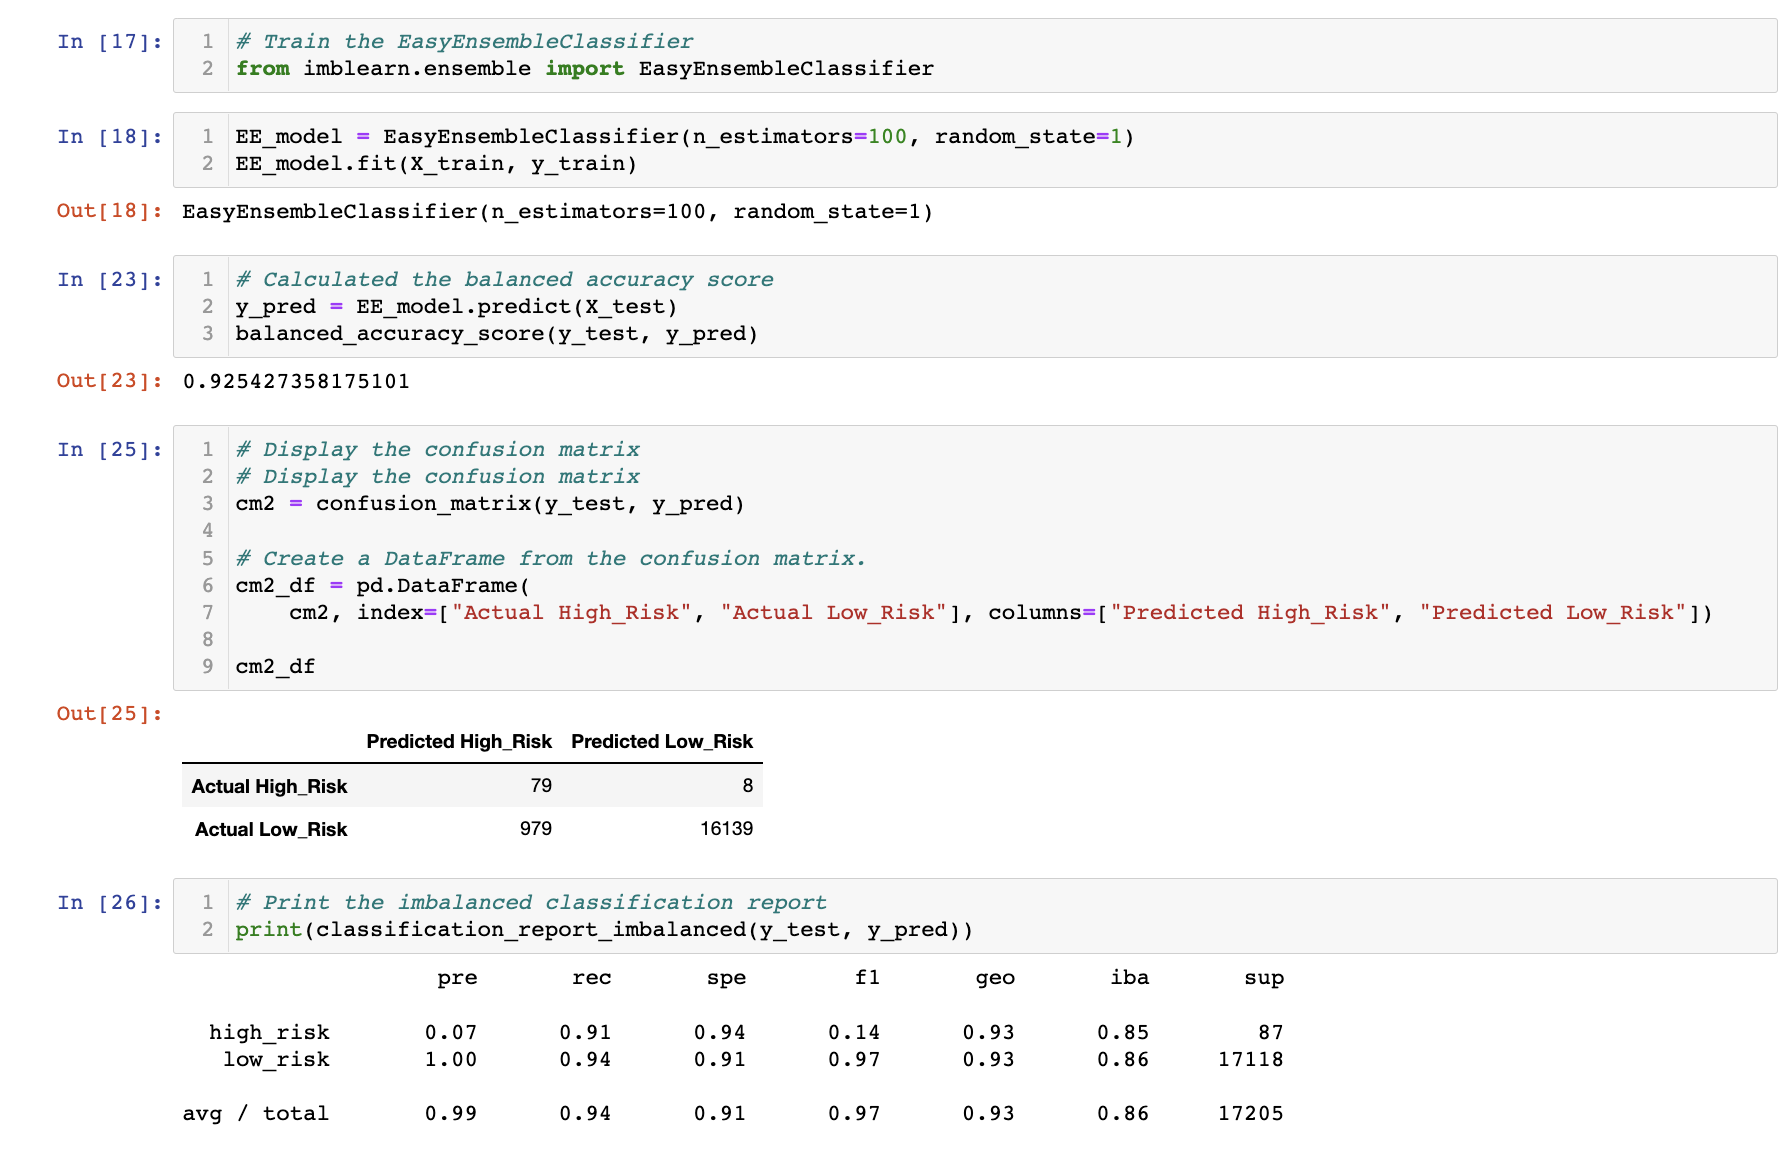 In [17]:
1 # Train the EasyEnsembleClassifier
2 from imblearn.ensemble import EasyEnsembleClassifier
In [18]:
1 EE_model = EasyEnsembleClassifier(n_estimators=100, random_state=1)
2 EE_model.fit(X_train, y_train)
Out[18]: EasyEnsembleClassifier(n_estimators=100, random_state=1)
In [23]:
1 # Calculated the balanced accuracy score
2 y_pred = EE_model.predict(X_test)
3 balanced_accuracy_score(y_test, y_pred)
Out[23]: 0.925427358175101
In [25]:
1 # Display the confusion matrix
2 # Display the confusion matrix
3 cm2 = confusion_matrix(y_test, y_pred)
4
5 # Create a DataFrame from the confusion matrix.
6 cm2_df = pd.DataFrame(
7     cm2, index=["Actual High_Risk", "Actual Low_Risk"], columns=["Predicted High_Risk", "Predicted Low_Risk"])
8
9 cm2_df
Out[25]:
Predicted High_Risk Predicted Low_Risk
Actual High_Risk 79 8
Actual Low_Risk 979 16139
In [26]:
1 # Print the imbalanced classification report
2 print(classification_report_imbalanced(y_test, y_pred))
pre rec spe f1 geo iba sup
high_risk 0.07 0.91 0.94 0.14 0.93 0.85 87
low_risk 1.00 0.94 0.91 0.97 0.93 0.86 17118
avg / total 0.99 0.94 0.91 0.97 0.93 0.86 17205